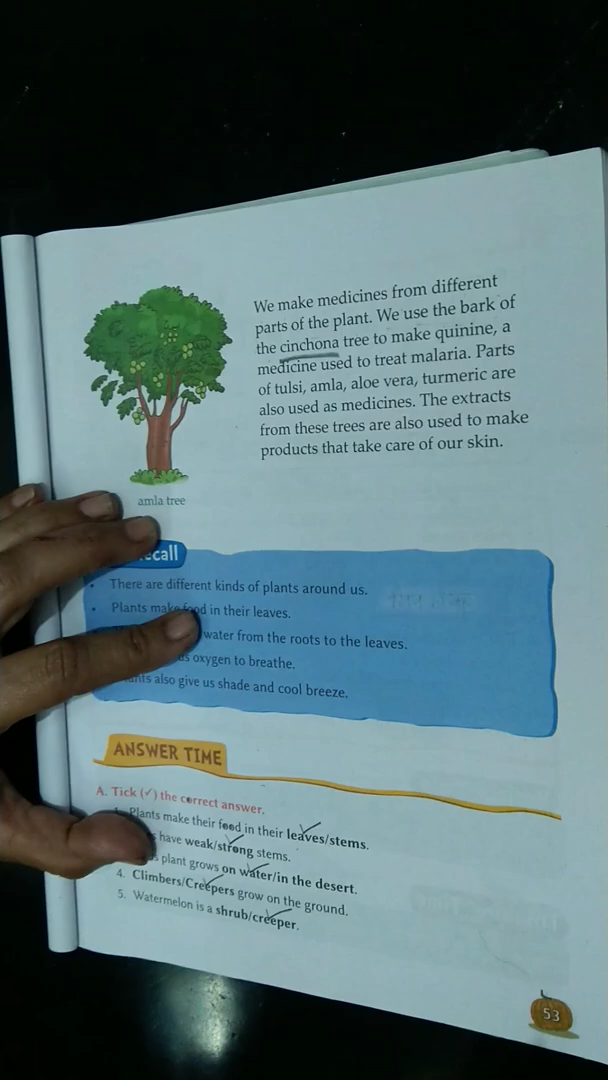 We make medicines from different
parts of the plant. We use the bark of
the cinchona tree to make quinine, a
medicine used to treat malaria. Parts
of tulsi, amla, aloe vera, turmeric are
also used as medicines. The extracts
from these trees are also used to make
products that take care of our skin.
amla tree
• There are different kinds of plants around us.
• Plants make food in their leaves.
water from the roots to the leaves.
oxygen to breathe.
also give us shade and cool breeze.
ANSWER TIME
A. Tick (✓) the correct answer.
Plants make their food in their leaves/stems.
have weak/strong stems.
plant grows on water/in the desert.
4. Climbers/Creepers grow on the ground.
5. Watermelon is a shrub/creeper.
53